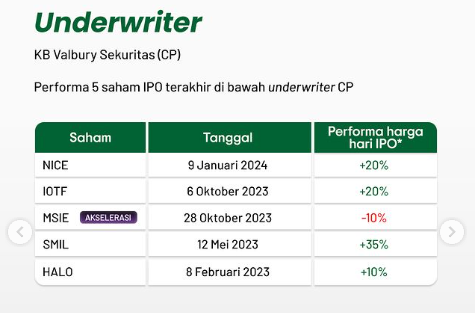 Underwriter
KB Valbury Sekuritas (CP)
Performa 5 saham IPO terakhir di bawah underwriter CP
Saham Tanggal Performa harga hari IPO*
NICE 9 Januari 2024 +20%
IOTF 6 Oktober 2023 +20%
MSIE AKSELERASI 28 Oktober 2023 -10%
SMIL 12 Mei 2023 +35%
HALO 8 Februari 2023 +10%